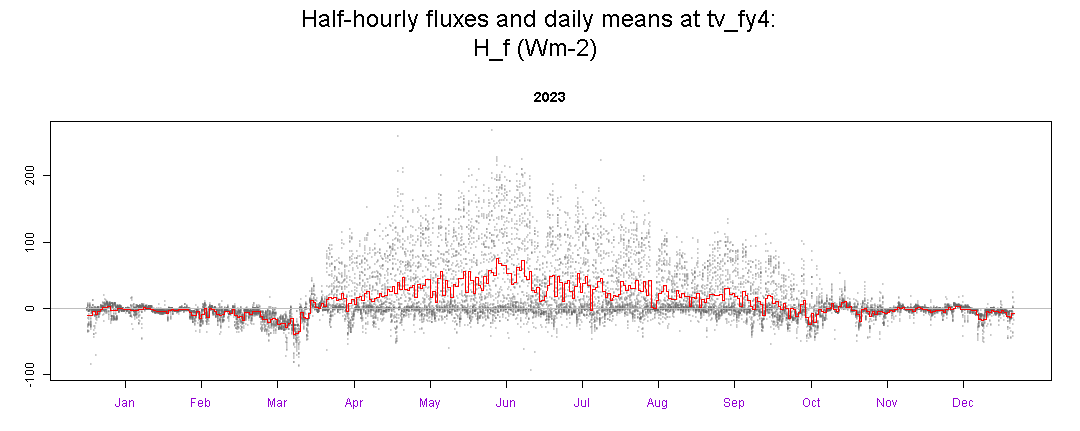 Half-hourly fluxes and daily means at tv_fy4:
H_f (Wm-2)
2023
200
100
0
-100
Jan Feb Mar Apr May Jun Jul Aug Sep Oct Nov Dec